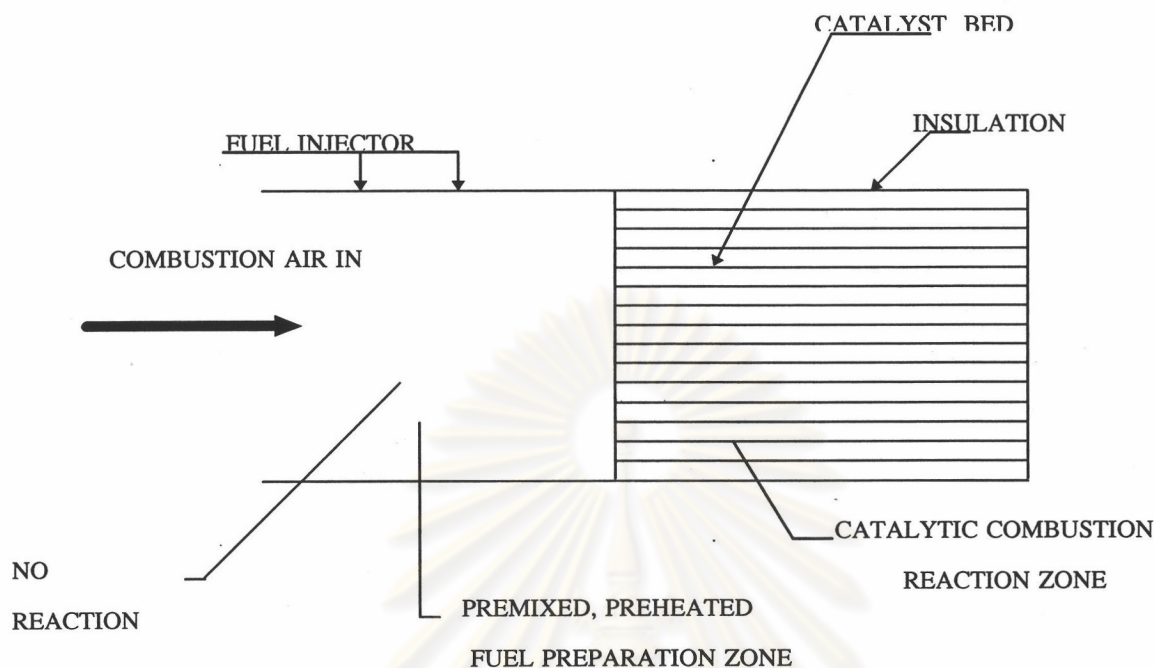 CATALYST BED
INSULATION
FUEL INJECTOR
COMBUSTION AIR IN
CATALYTIC COMBUSTION
REACTION ZONE
NO
REACTION
PREMIXED, PREHEATED
FUEL PREPARATION ZONE